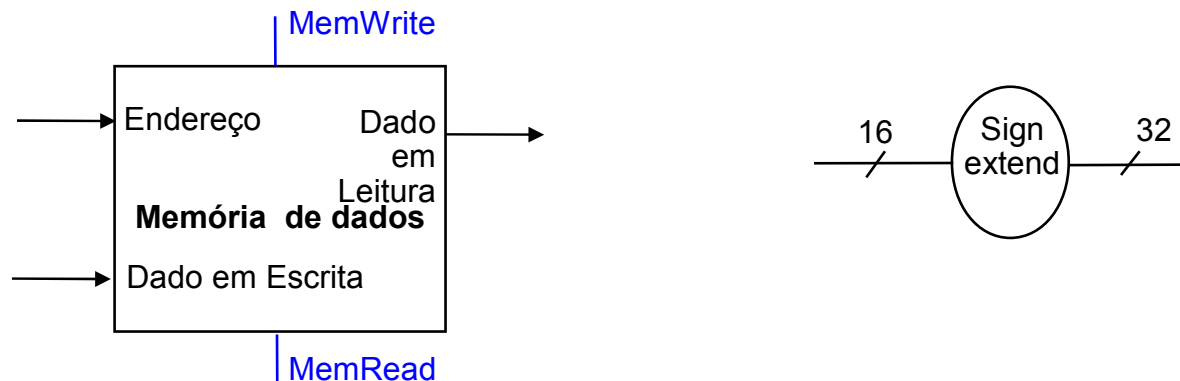 MemWrite
Endereço
Dado
em
Leitura
Memória de dados
Dado em Escrita
MemRead
16
Sign
extend
32